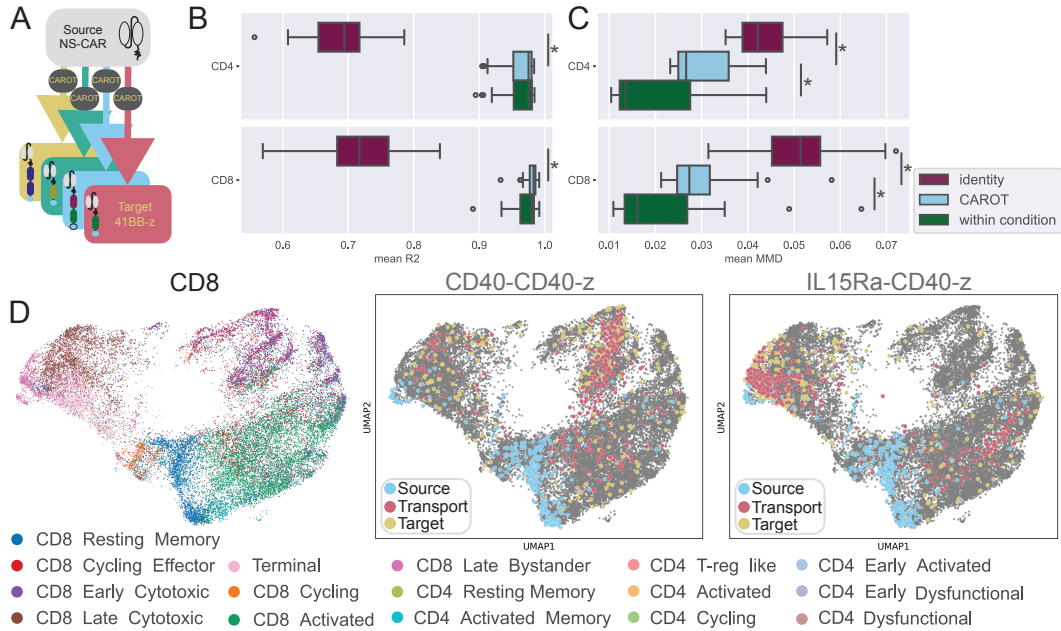 A
Source
NS-CAR
CAROT
CAROT
CAROT
CAROT
Target
41BB-z
B
CD4
CD8
*
*
0.6 0.7 0.8 0.9 1.0
mean R2
C
CD4
CD8
*
*
*
*
0.01 0.02 0.03 0.04 0.05 0.06 0.07
mean MMD
identity
CAROT
within condition
D
CD8
CD40-CD40-z
UMAP2
UMAP1
Source
Transport
Target
IL15Ra-CD40-z
UMAP2
UMAP1
Source
Transport
Target
CD8 Resting Memory
CD8 Cycling Effector
CD8 Early Cytotoxic
CD8 Late Cytotoxic
Terminal
CD8 Cycling
CD8 Activated
CD8 Late Bystander
CD4 Resting Memory
CD4 Activated Memory
CD4 T-reg like
CD4 Activated
CD4 Cycling
CD4 Early Activated
CD4 Early Dysfunctional
CD4 Dysfunctional